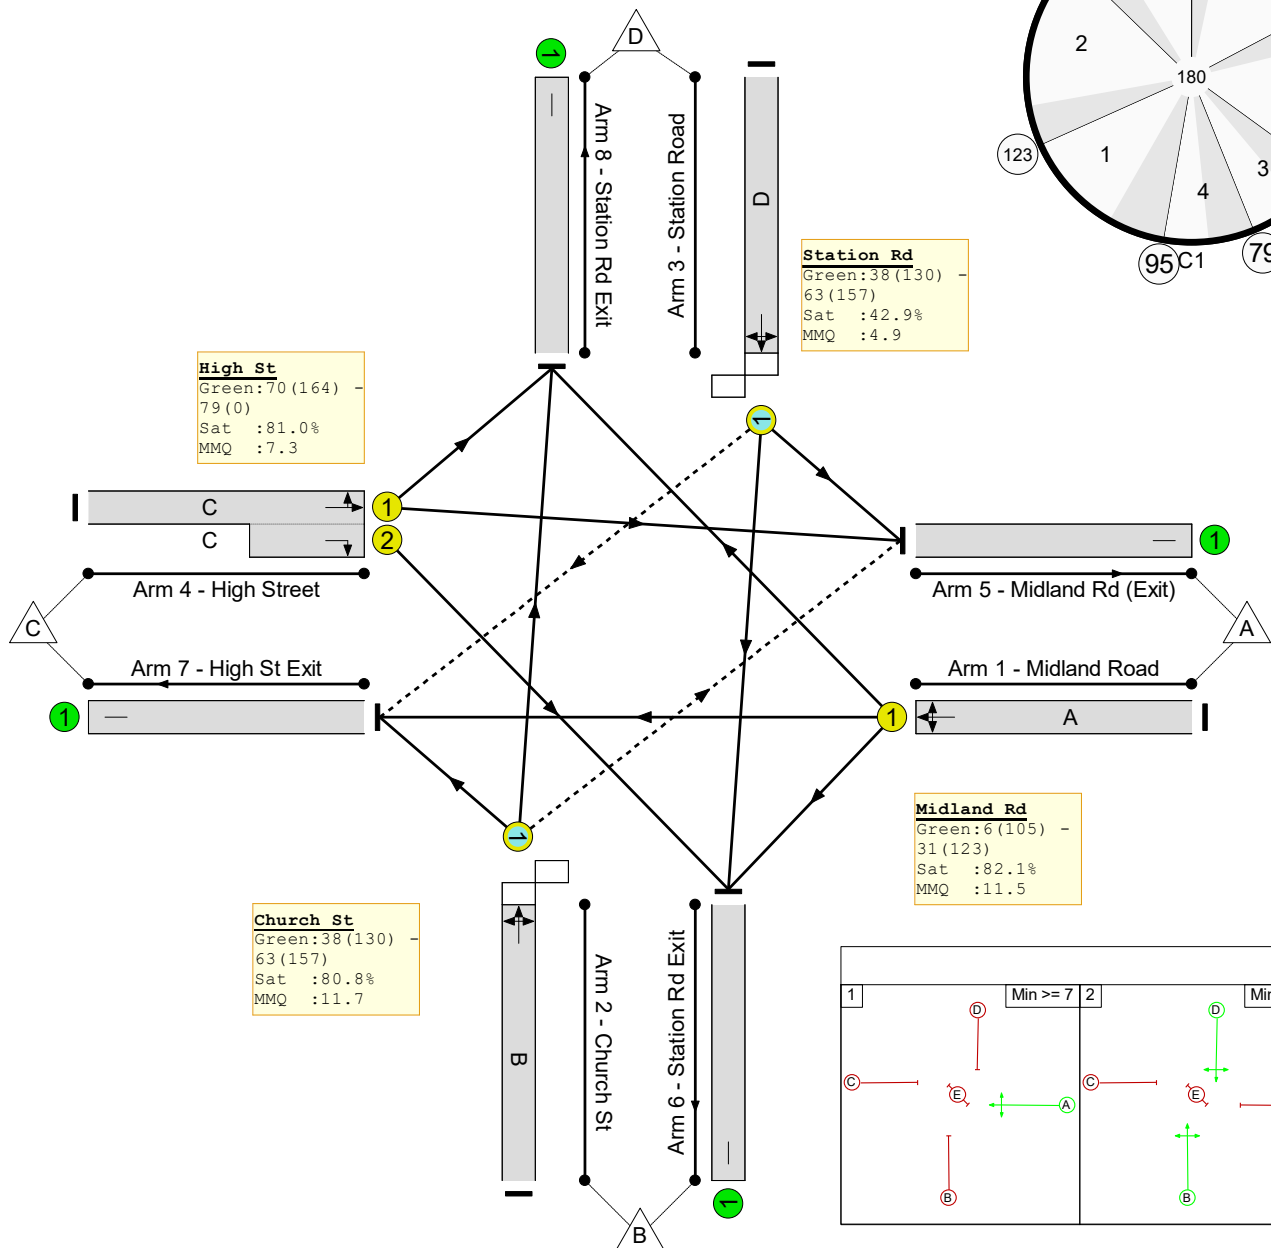 D
2
180
123
1
3
4
95
C1
79
1
Arm 8 - Station Rd Exit
Arm 3 - Station Road
D
Station Rd
Green:38(130) -
63(157)
Sat :42.9%
MMQ :4.9
High St
Green:70(164) -
79(0)
Sat :81.0%
MMQ :7.3
1
C
1
C
2
1
Arm 4 - High Street
Arm 5 - Midland Rd (Exit)
C
A
Arm 7 - High St Exit
Arm 1 - Midland Road
1
1
A
Midland Rd
Green:6(105) -
31(123)
Sat :82.1%
MMQ :11.5
1
Church St
Green:38(130) -
63(157)
Sat :80.8%
MMQ :11.7
B
Arm 2 - Church St
Arm 6 - Station Rd Exit
1
B
1
Min >= 7
D
C
E
A
B
2
Min
D
C
E
B